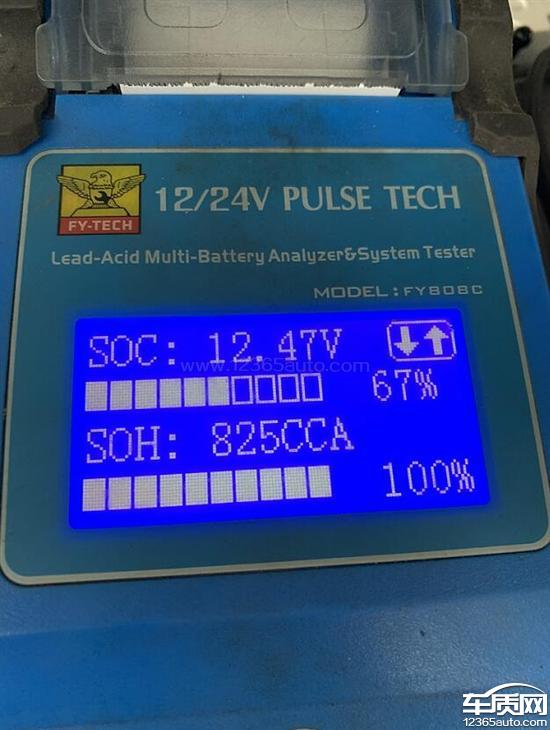 12/24V PULSE TECH
FY-TECH
Lead-Acid Multi-Battery Analyzer&System Tester
MODEL:FY808C
SOC: 12.47V
www.12365auto.com
67%
SOH: 825CCA
100%
车质网
12365auto.com